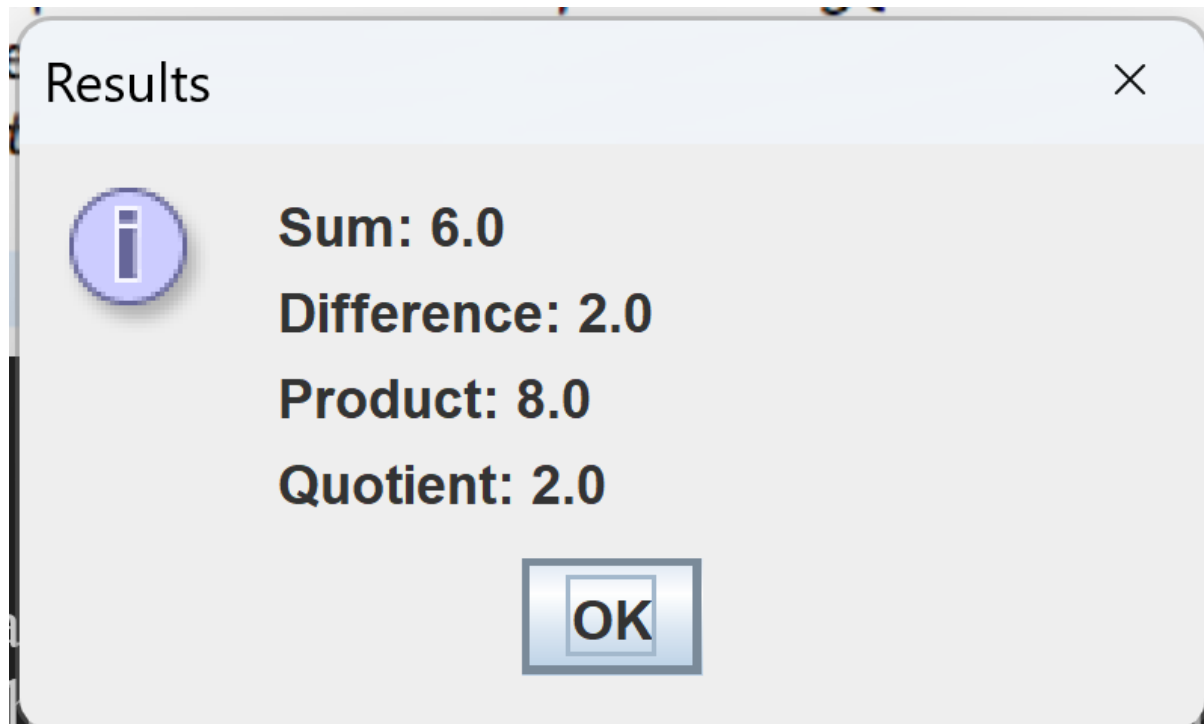 Results
Sum: 6.0
Difference: 2.0
Product: 8.0
Quotient: 2.0
OK